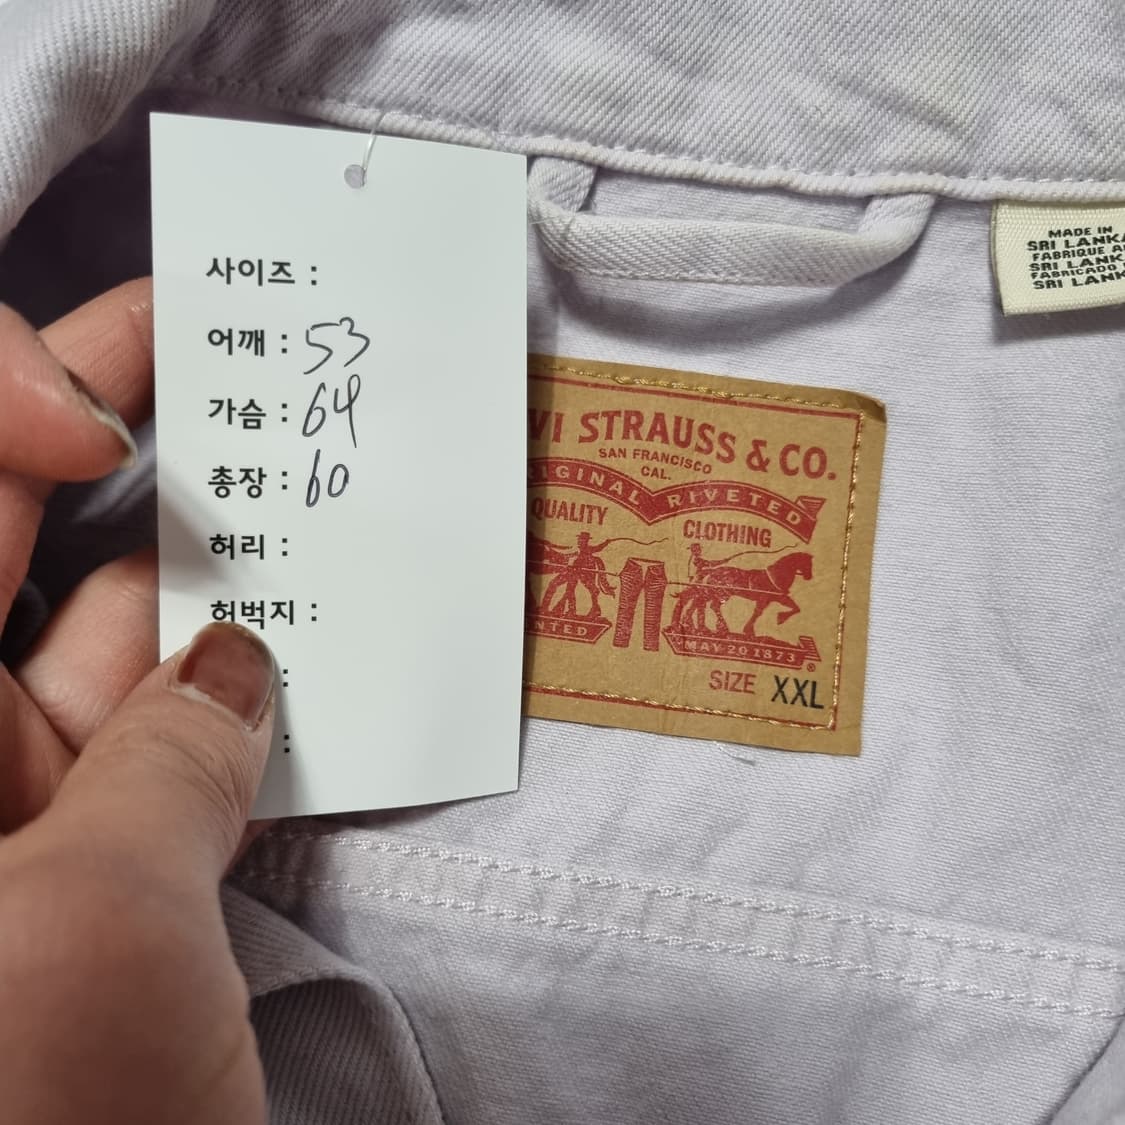 사이즈 :
어깨 : 53
가슴 : 64
총장 : 60
허리 :
허벅지 :
:
:
VI STRAUSS & CO.
SAN FRANCISCO
CAL.
ORIGINAL RIVETED
QUALITY CLOTHING
MAY 20 1873
®
SIZE XXL
MADE IN
SRI LANKA
FABRIQUE A
SRI LANK
FABRICADO
SRI LANK